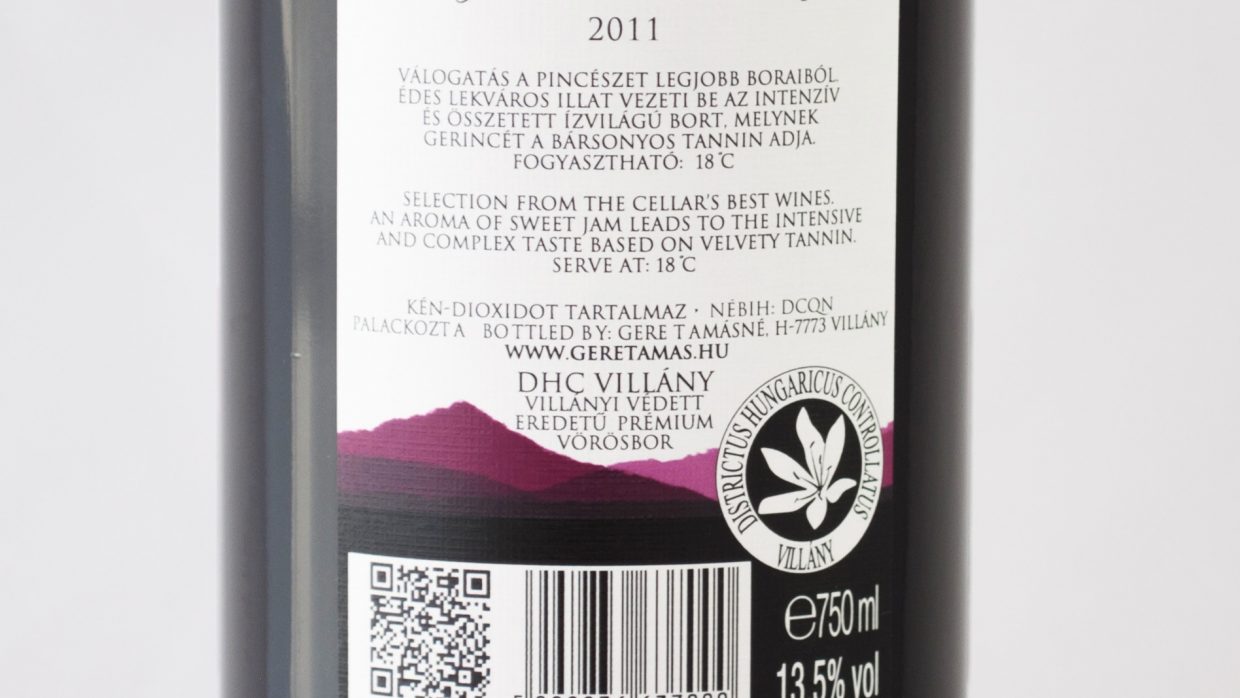 2011
VÁLOGATÁS A PINCÉSZET LEGJOBB BORAIBÓL.
ÉDES LEKVÁROS ILLAT VEZETI BE AZ INTENZÍV
ÉS ÖSSZETETT ÍZVILÁGÚ BORT, MELYNEK
GERINCÉT A BÁRSONYOS TANNIN ADJA.
FOGYASZTHATÓ: 18°C
SELECTION FROM THE CELLAR'S BEST WINES.
AN AROMA OF SWEET JAM LEADS TO THE INTENSIVE
AND COMPLEX TASTE BASED ON VELVETY TANNIN.
SERVE AT: 18°C
KÉN-DIOXIDOT TARTALMAZ · NÉBIH: DCQN
PALACKOZTA BOTTLED BY: GERE TAMÁSNÉ, H-7773 VILLÁNY
WWW.GERETAMAS.HU
DHC VILLÁNY
VILLÁNYI VÉDETT
EREDETŰ PRÉMIUM
VÖRÖSBOR
DISTRICTUS HUNGARICUS CONTROLLATUS
VILLÁNY
℮750 ml
13,5% vol